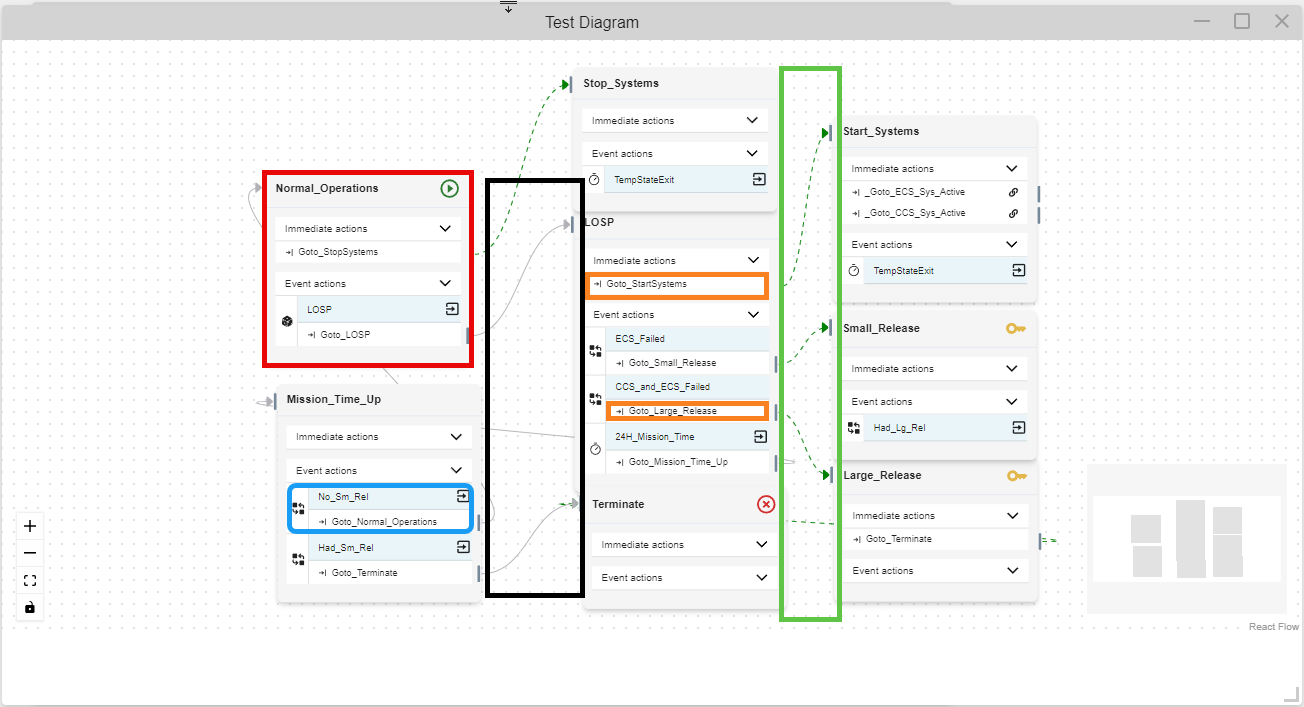 Test Diagram
Stop_Systems
Immediate actions
Event actions
TempStateExit
Start_Systems
Immediate actions
_Goto_ECS_Sys_Active
_Goto_CCS_Sys_Active
Event actions
TempStateExit
Normal_Operations
Immediate actions
Goto_StopSystems
Event actions
LOSP
Goto_LOSP
LOSP
Immediate actions
Goto_StartSystems
Event actions
ECS_Failed
Goto_Small_Release
CCS_and_ECS_Failed
Goto_Large_Release
24H_Mission_Time
Goto_Mission_Time_Up
Small_Release
Immediate actions
Event actions
Had_Lg_Rel
Mission_Time_Up
Immediate actions
Event actions
No_Sm_Rel
Goto_Normal_Operations
Had_Sm_Rel
Goto_Terminate
Terminate
Immediate actions
Event actions
Large_Release
Immediate actions
Goto_Terminate
Event actions
React Flow